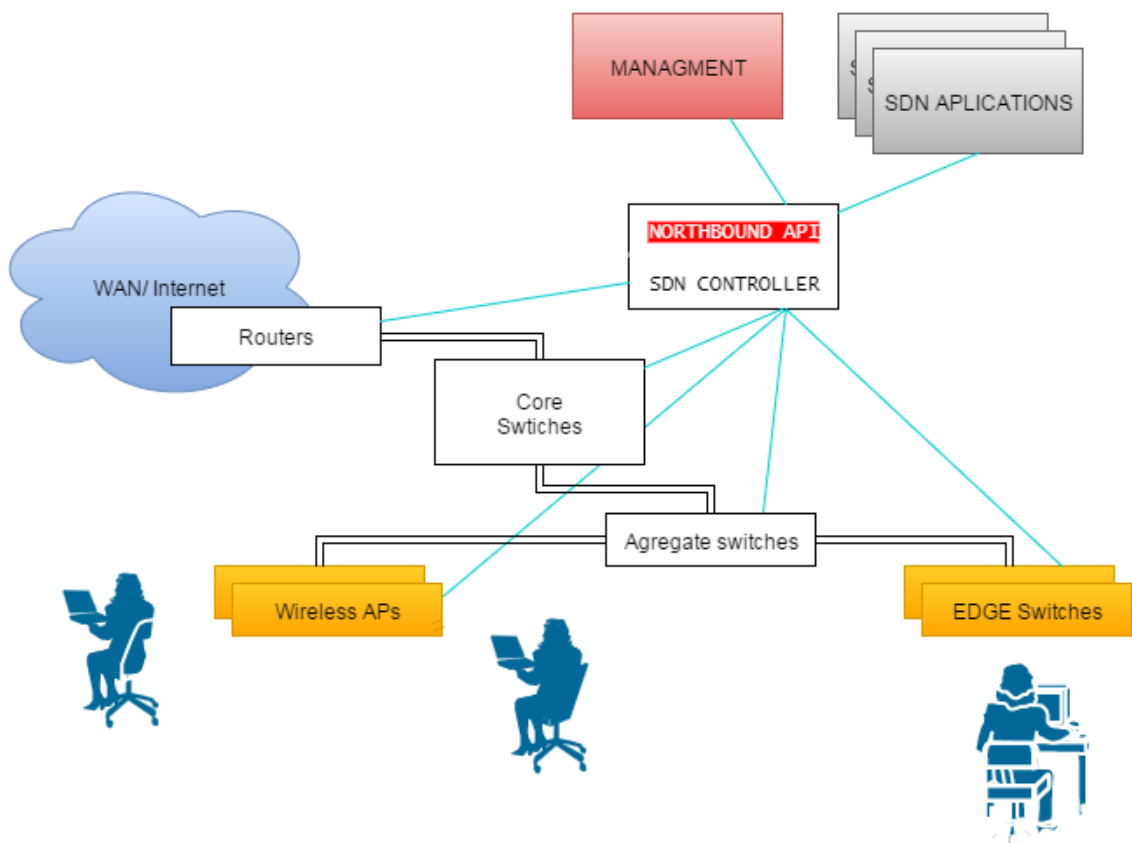 MANAGMENT
S
S
SDN APLICATIONS
NORTHBOUND API
SDN CONTROLLER
WAN/ Internet
Routers
Core
Swtiches
Agregate switches
Wireless APs
EDGE Switches